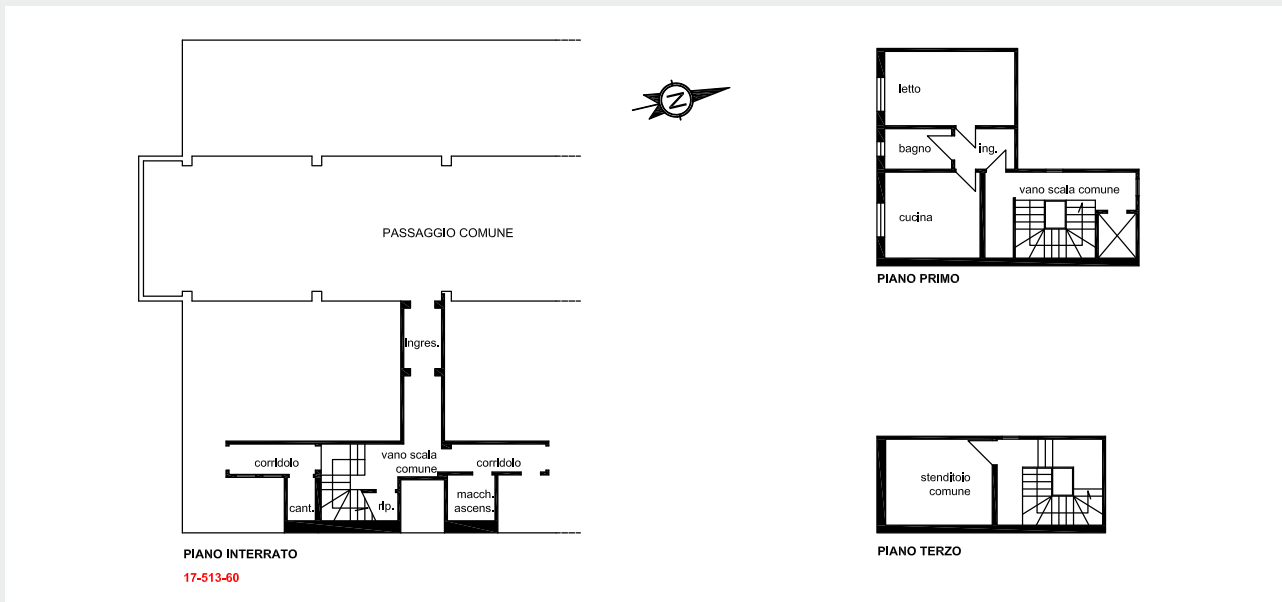 PASSAGGIO COMUNE
Ingres.
corridoio
vano scala
comune
corridoio
cant.
rip.
macch.
ascens.
PIANO INTERRATO
17-513-60
N
letto
bagno
ing.
vano scala comune
cucina
PIANO PRIMO
stenditoio
comune
PIANO TERZO